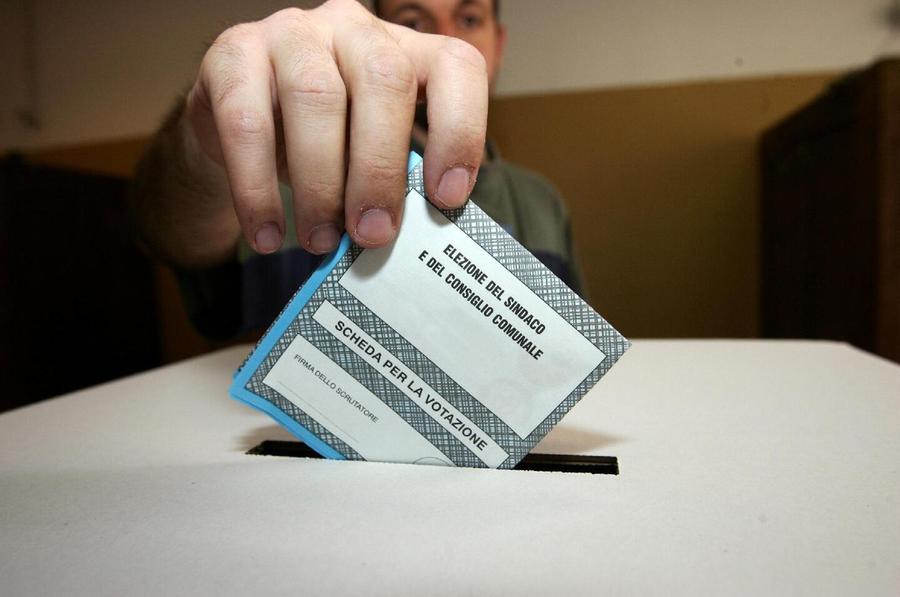 ELEZIONE DEL SINDACO
E DEL CONSIGLIO COMUNALE
SCHEDA PER LA VOTAZIONE
FIRMA DELLO SCRUTATORE